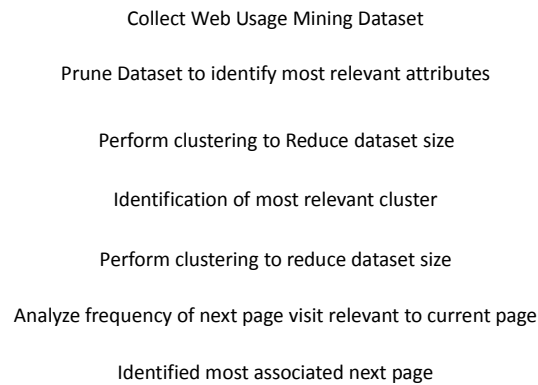 Collect Web Usage Mining Dataset
Prune Dataset to identify most relevant attributes
Perform clustering to Reduce dataset size
Identification of most relevant cluster
Perform clustering to reduce dataset size
Analyze frequency of next page visit relevant to current page
Identified most associated next page